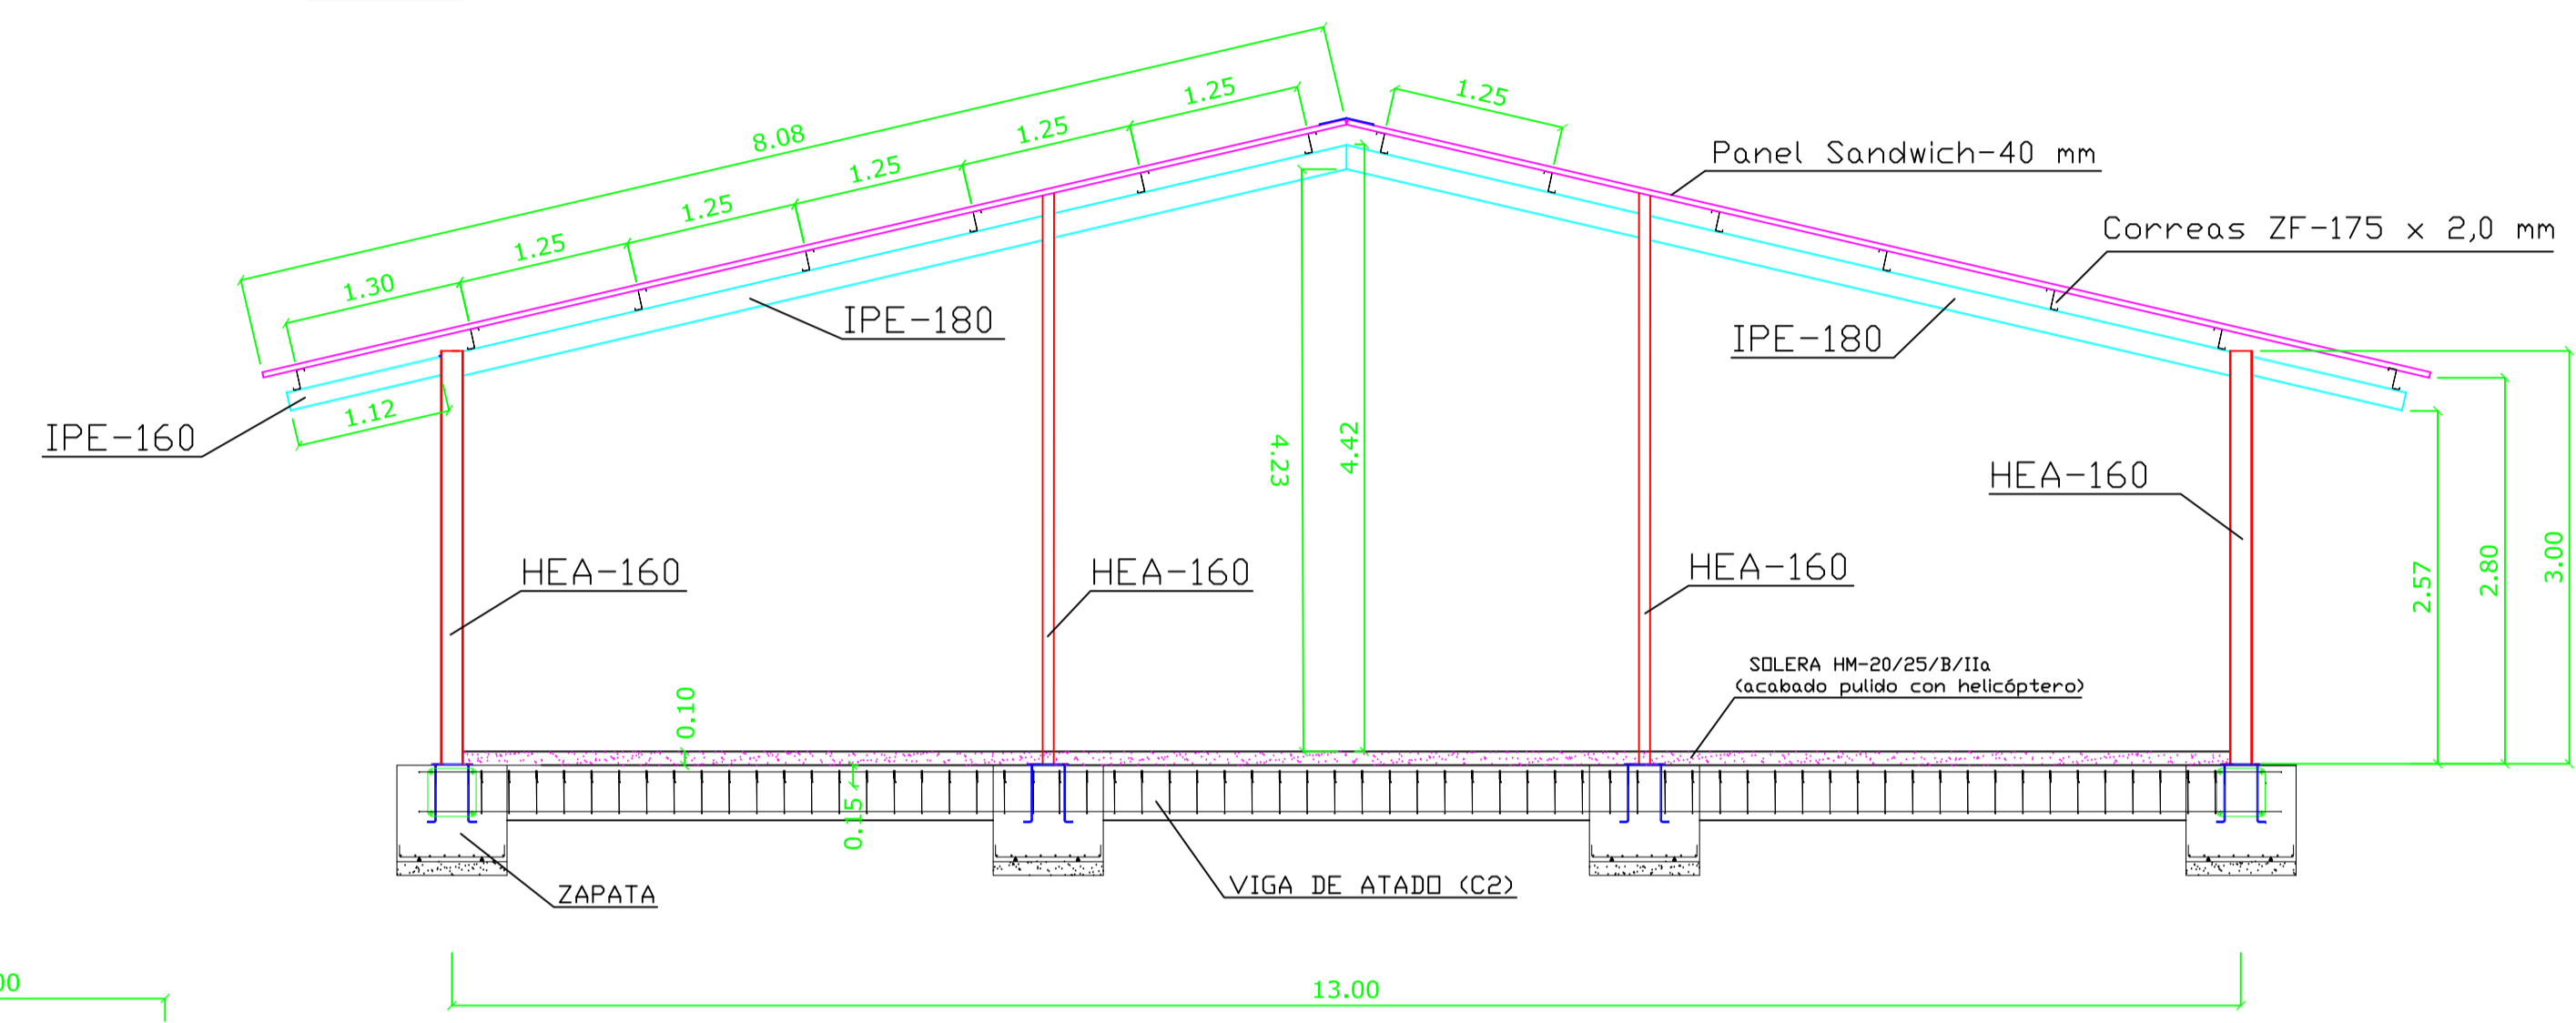 8.08
1.25
1.25
1.25
1.25
1.25
1.30
1.25
Panel Sandwich-40 mm
Correas ZF-175 x 2,0 mm
IPE-180
IPE-180
IPE-160
1.12
4.23
4.42
HEA-160
HEA-160
HEA-160
HEA-160
2.57
2.80
3.00
SOLERA HM-20/25/B/IIa
(acabado pulido con helicóptero)
0.10
0.15
ZAPATA
VIGA DE ATADO (C2)
00
13.00